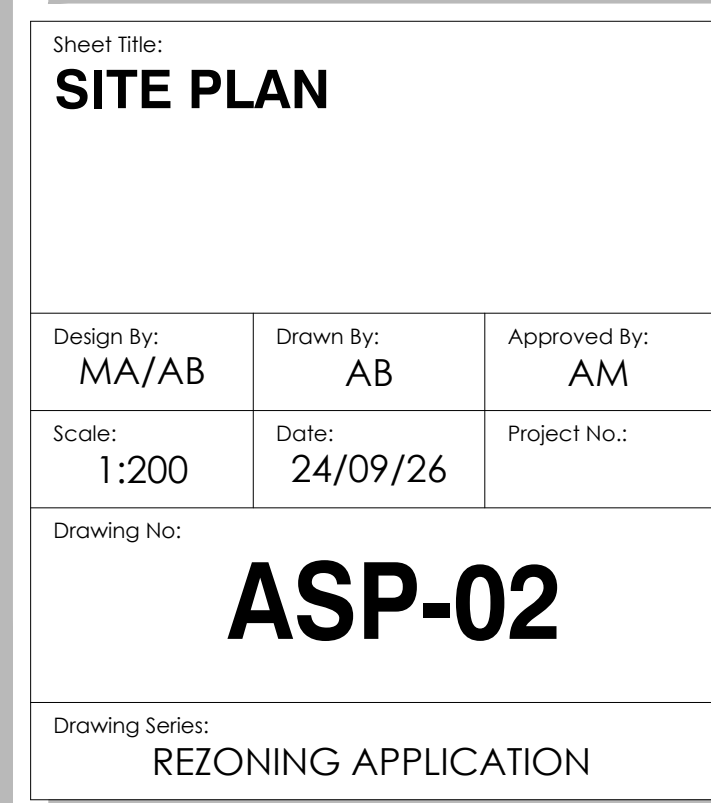 Sheet Title:
SITE PLAN
Design By:
MA/AB
Drawn By:
AB
Approved By:
AM
Scale:
1:200
Date:
24/09/26
Project No.:
Drawing No:
ASP-02
Drawing Series:
REZONING APPLICATION